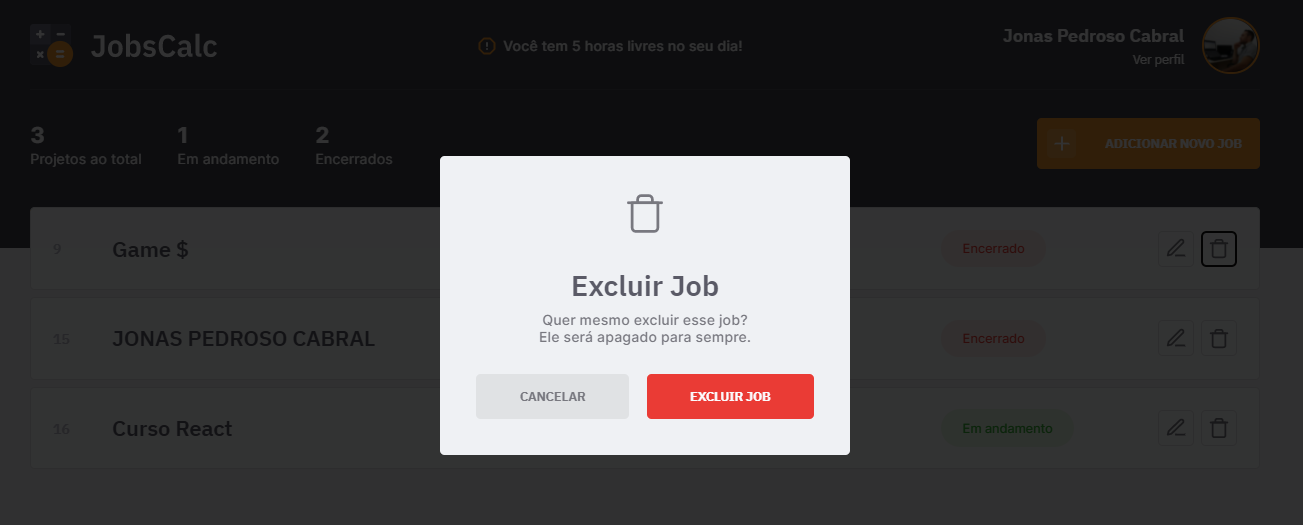 JobsCalc
Você tem 5 horas livres no seu dia!
Jonas Pedroso Cabral
Ver perfil
3
Projetos ao total
1
Em andamento
2
Encerrados
ADICIONAR NOVO JOB
9
Game $
Encerrado
15
JONAS PEDROSO CABRAL
Encerrado
16
Curso React
Em andamento
Excluir Job
Quer mesmo excluir esse job?
Ele será apagado para sempre.
CANCELAR
EXCLUIR JOB